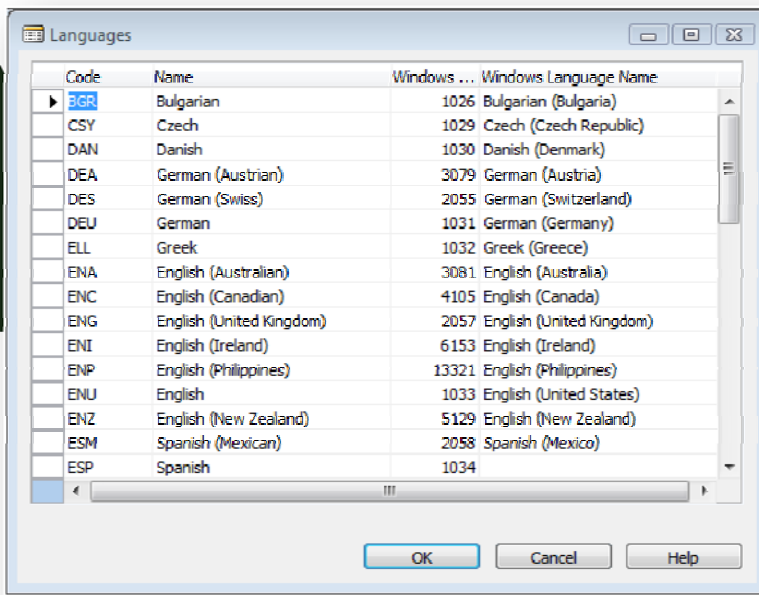 Languages
Code Name Windows ... Windows Language Name
BGR Bulgarian 1026 Bulgarian (Bulgaria)
CSY Czech 1029 Czech (Czech Republic)
DAN Danish 1030 Danish (Denmark)
DEA German (Austrian) 3079 German (Austria)
DES German (Swiss) 2055 German (Switzerland)
DEU German 1031 German (Germany)
ELL Greek 1032 Greek (Greece)
ENA English (Australian) 3081 English (Australia)
ENC English (Canadian) 4105 English (Canada)
ENG English (United Kingdom) 2057 English (United Kingdom)
ENI English (Ireland) 6153 English (Ireland)
ENP English (Philippines) 13321 English (Philippines)
ENU English 1033 English (United States)
ENZ English (New Zealand) 5129 English (New Zealand)
ESM Spanish (Mexican) 2058 Spanish (Mexico)
ESP Spanish 1034
OK Cancel Help